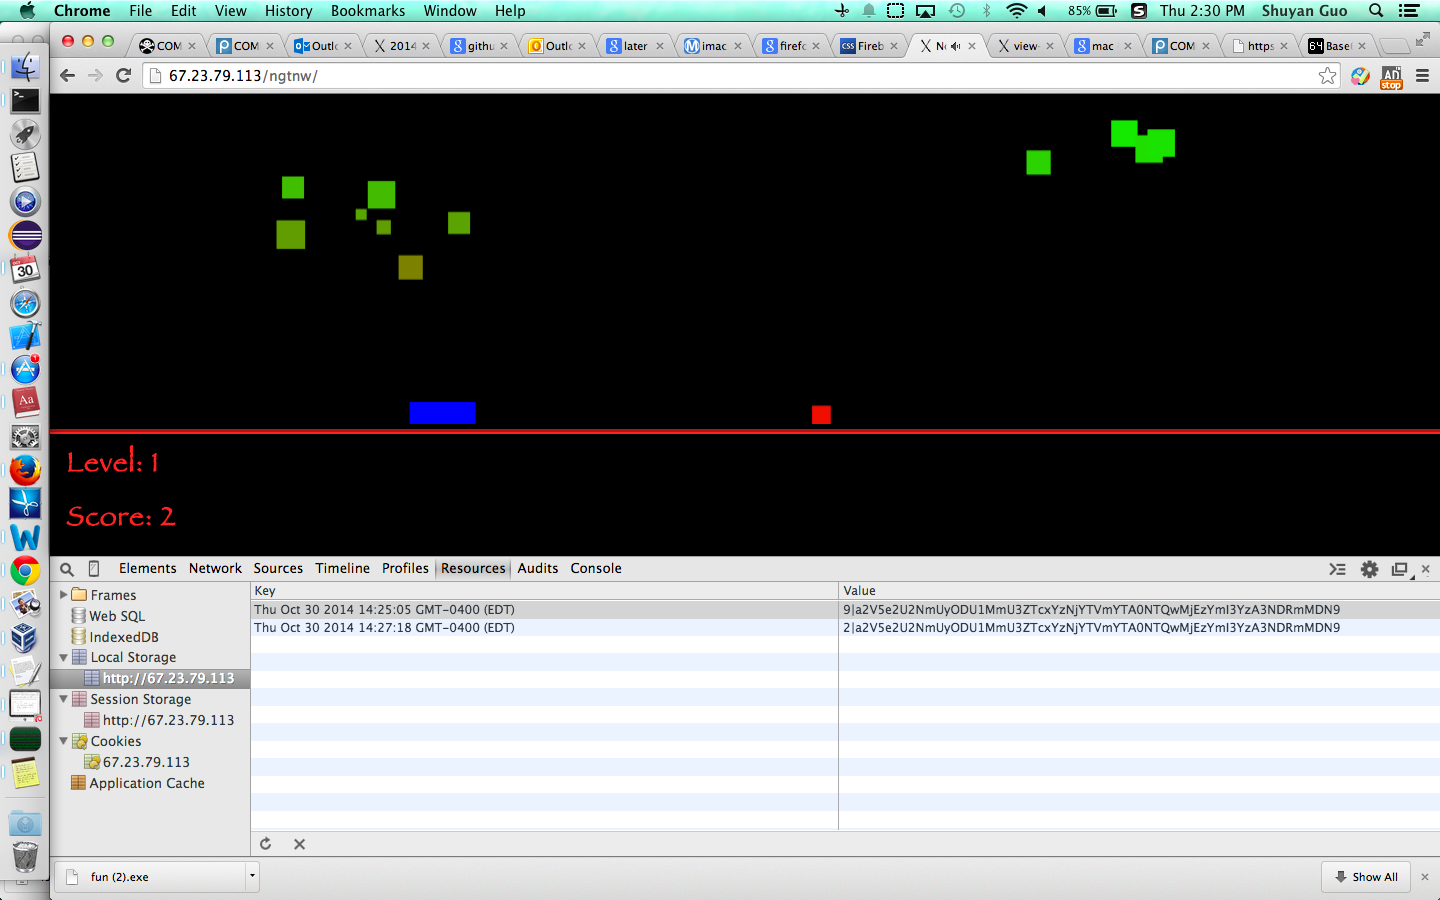 Chrome File Edit View History Bookmarks Window Help 85% S Thu 2:30 PM Shuyan Guo
COM COM Outlo 2014 githu Outlo later imac firefo Fireb No view- mac COM https Base
67.23.79.113/ngtnw/
Level: 1
Score: 2
Elements Network Sources Timeline Profiles Resources Audits Console
Frames
Web SQL
IndexedDB
Local Storage
http://67.23.79.113
Session Storage
http://67.23.79.113
Cookies
67.23.79.113
Application Cache
Key Value
Thu Oct 30 2014 14:25:05 GMT-0400 (EDT) 9|a2V5e2U2NmUyODU1MmU3ZTcxYzNjYTVmYTA0NTQwMjEzYmI3YzA3NDRmMDN9
Thu Oct 30 2014 14:27:18 GMT-0400 (EDT) 2|a2V5e2U2NmUyODU1MmU3ZTcxYzNjYTVmYTA0NTQwMjEzYmI3YzA3NDRmMDN9
fun (2).exe Show All